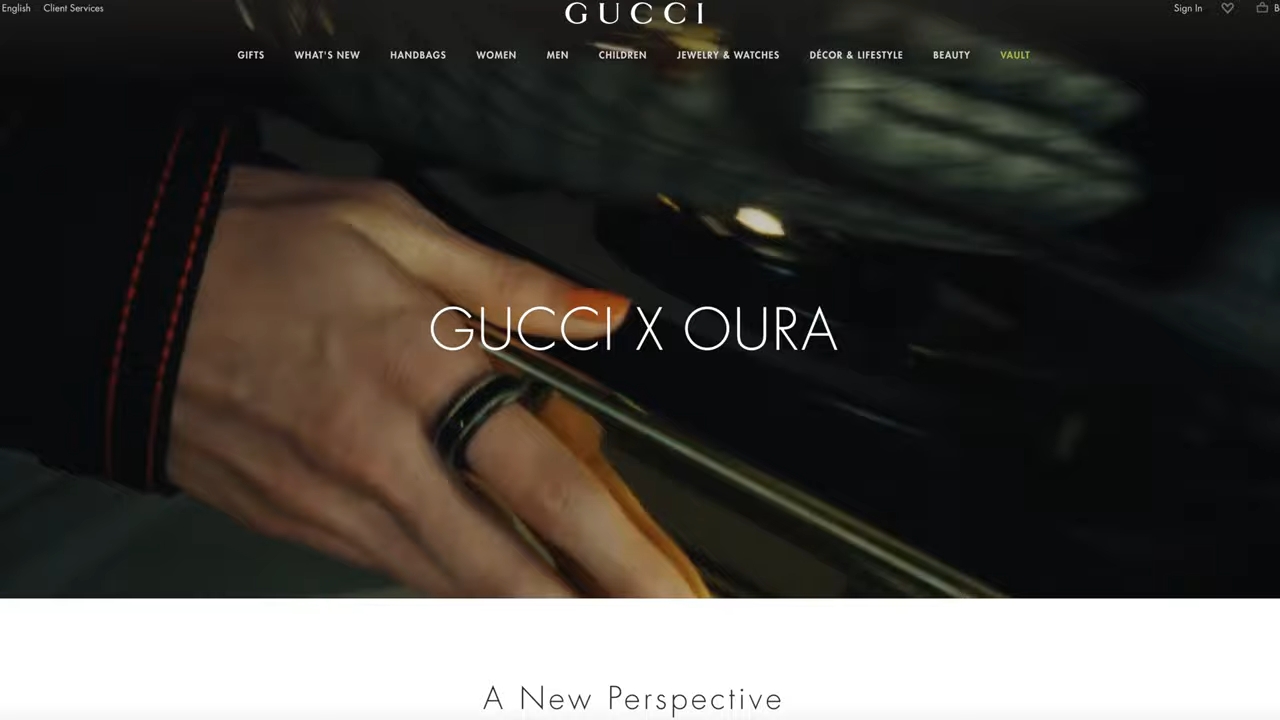 English Client Services
GUCCI
Sign In
GIFTS WHAT'S NEW HANDBAGS WOMEN MEN CHILDREN JEWELRY & WATCHES DÉCOR & LIFESTYLE BEAUTY VAULT
GUCCI X OURA
A New Perspective